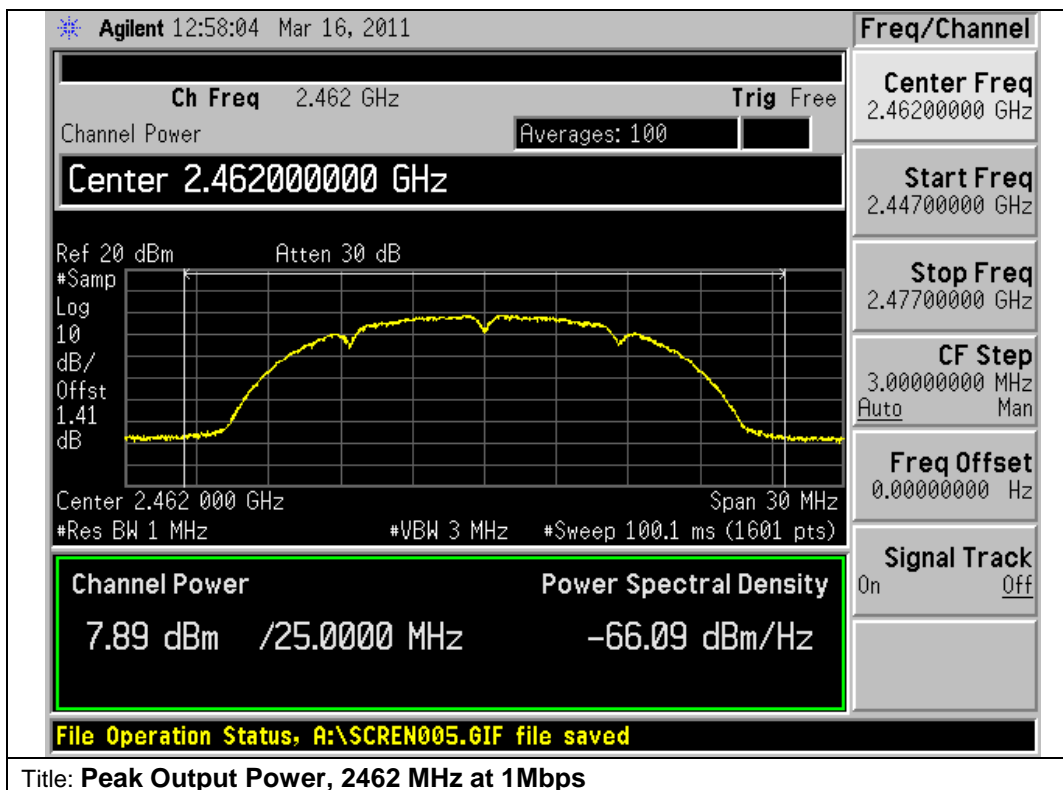 Agilent 12:58:04 Mar 16, 2011
Freq/Channel
Ch Freq 2.462 GHz Trig Free
Channel Power Averages: 100
Center 2.462000000 GHz
Ref 20 dBm Atten 30 dB
#Samp
Log
10
dB/
Offst
1.41
dB
Center 2.462 000 GHz Span 30 MHz
#Res BW 1 MHz #VBW 3 MHz #Sweep 100.1 ms (1601 pts)
Channel Power Power Spectral Density
7.89 dBm /25.0000 MHz -66.09 dBm/Hz
File Operation Status, A:\SCREN005.GIF file saved
Center Freq
2.46200000 GHz
Start Freq
2.44700000 GHz
Stop Freq
2.47700000 GHz
CF Step
3.00000000 MHz
Auto Man
Freq Offset
0.00000000 Hz
Signal Track
On Off
Title: Peak Output Power, 2462 MHz at 1Mbps